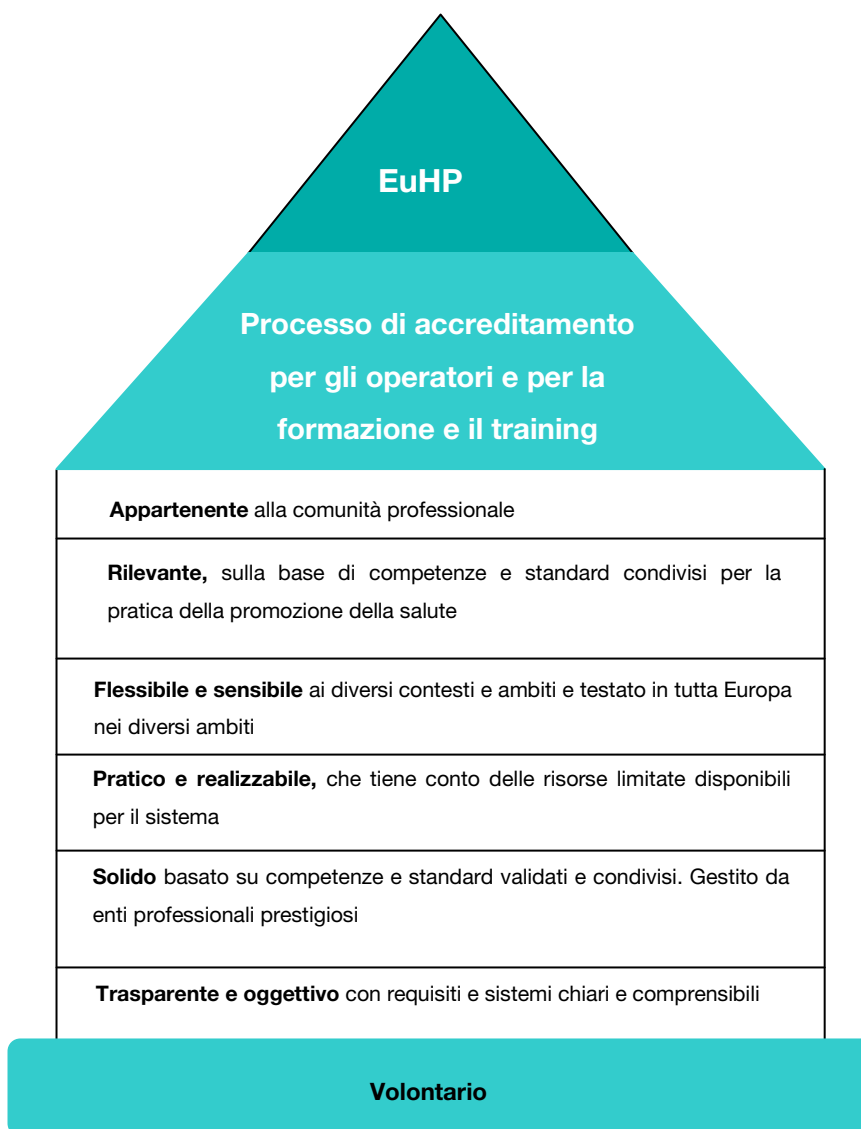 EuHP
Processo di accreditamento
per gli operatori e per la
formazione e il training
Appartenente alla comunità professionale
Rilevante, sulla base di competenze e standard condivisi per la
pratica della promozione della salute
Flessibile e sensibile ai diversi contesti e ambiti e testato in tutta Europa
nei diversi ambiti
Pratico e realizzabile, che tiene conto delle risorse limitate disponibili
per il sistema
Solido basato su competenze e standard validati e condivisi. Gestito da
enti professionali prestigiosi
Trasparente e oggettivo con requisiti e sistemi chiari e comprensibili
Volontario